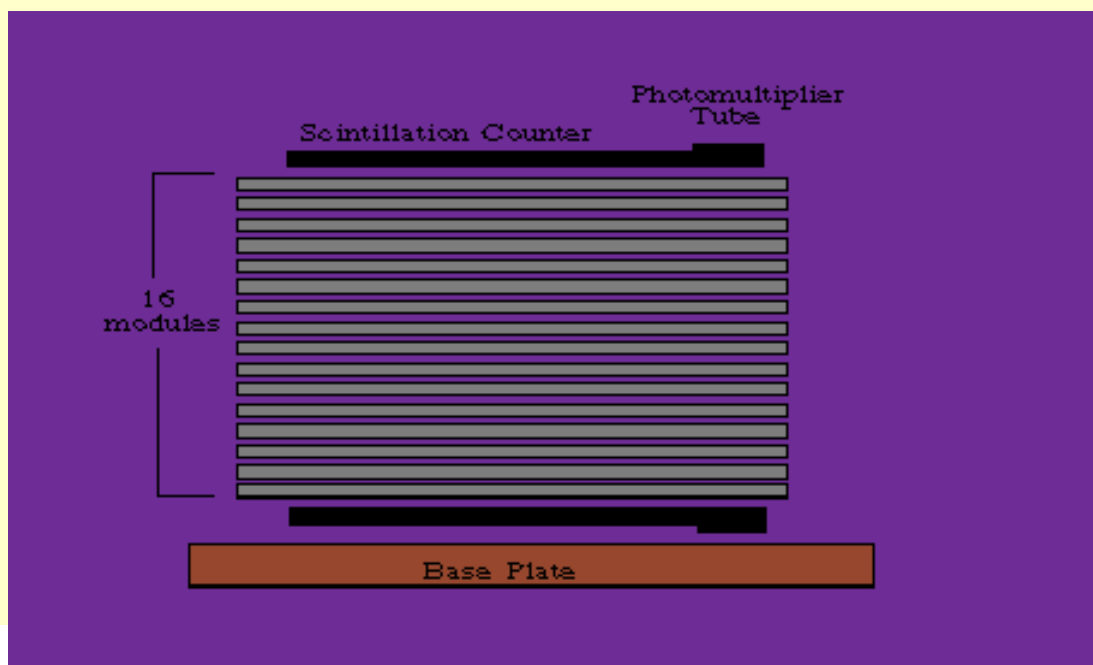 Photomultiplier
Tube
Scintillation Counter
16
modules
Base Plate